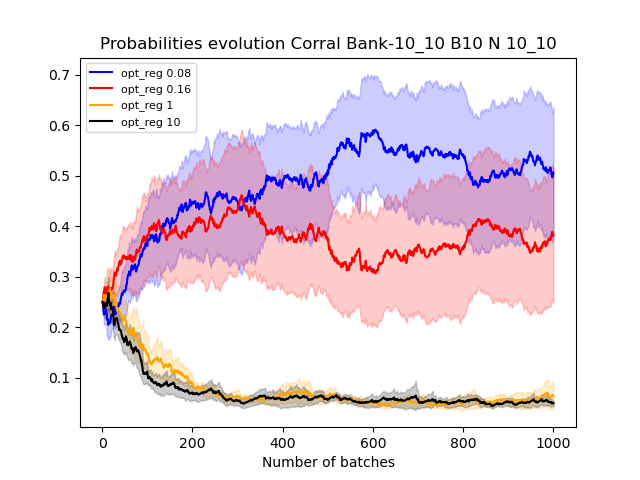 Probabilities evolution Corral Bank-10_10 B10 N 10_10
opt_reg 0.08
opt_reg 0.16
opt_reg 1
opt_reg 10
0.7
0.6
0.5
0.4
0.3
0.2
0.1
0 200 400 600 800 1000
Number of batches